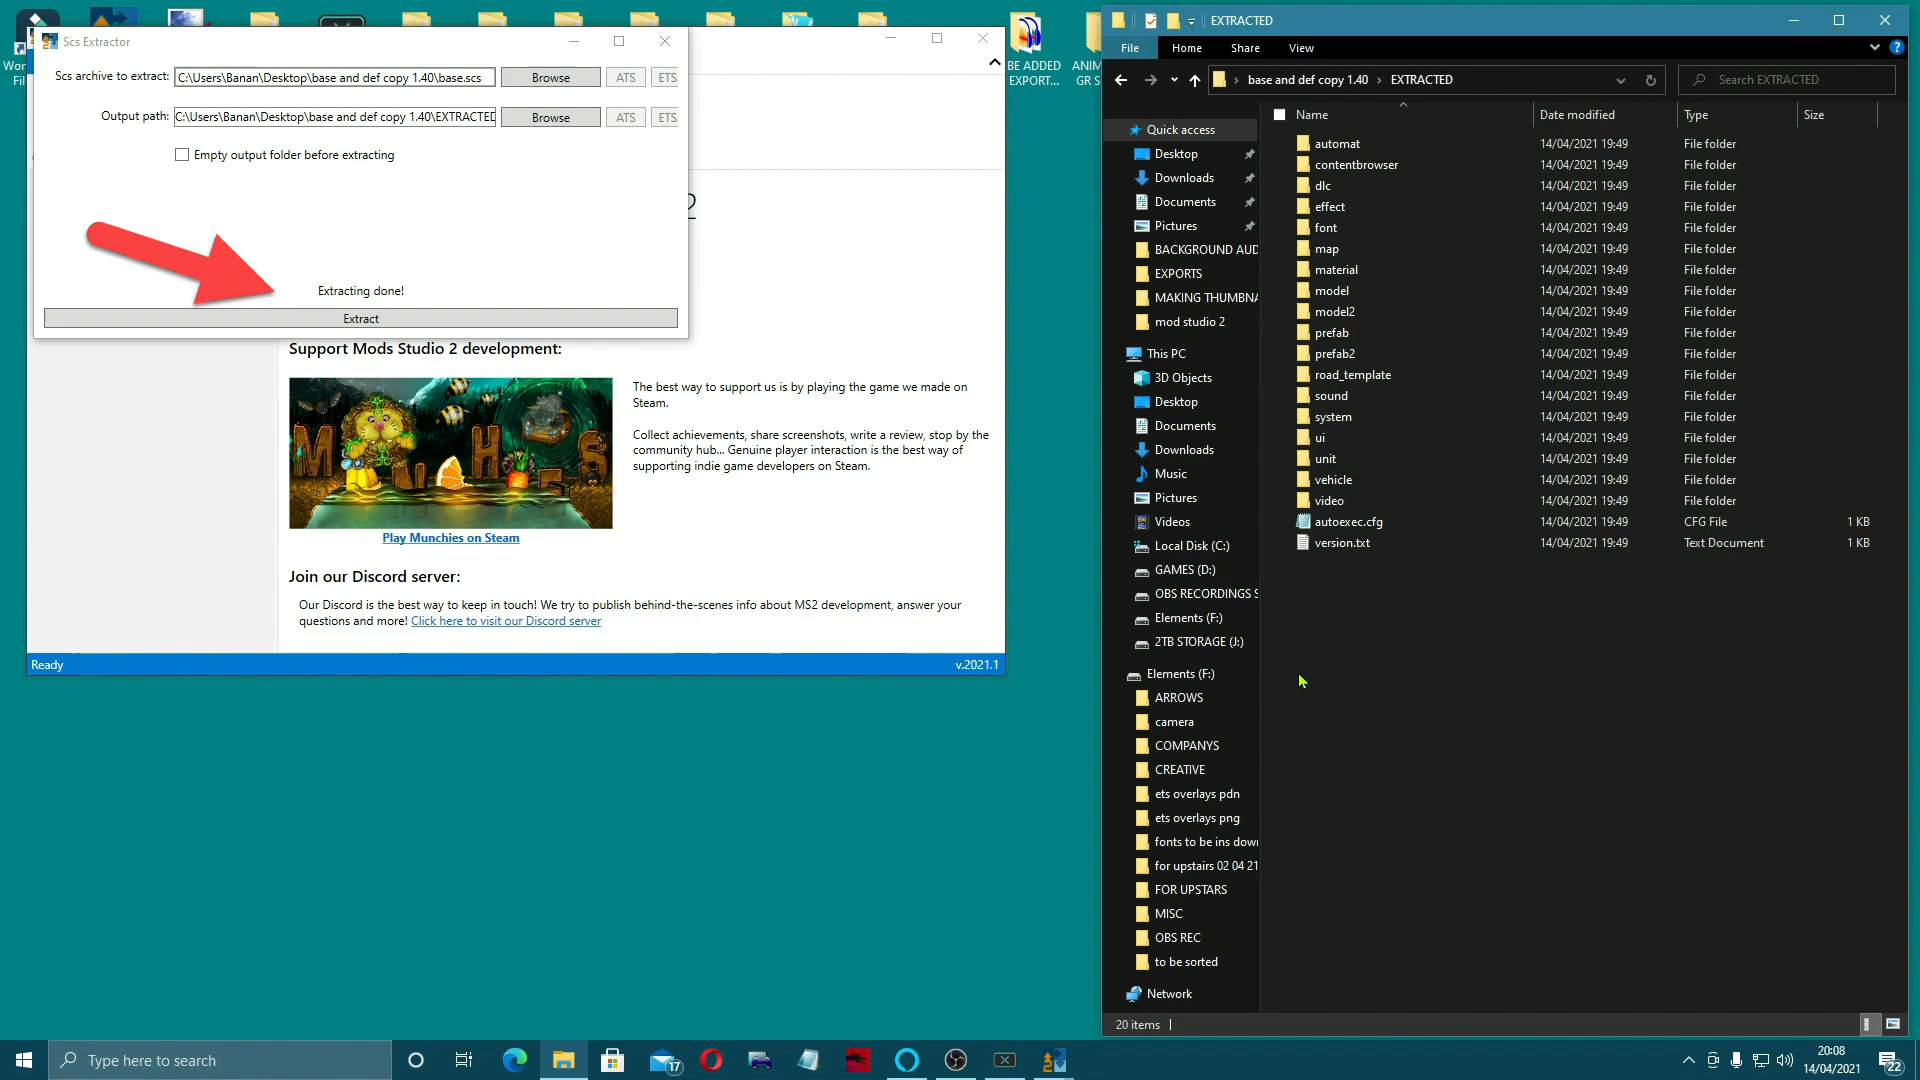 Scs Extractor
Scs archive to extract:
C:\Users\Banan\Desktop\base and def copy 1.40\base.scs
Browse
ATS
ETS
Output path:
C:\Users\Banan\Desktop\base and def copy 1.40\EXTRACTED
Browse
ATS
ETS
Empty output folder before extracting
Extracting done!
Extract
2
Support Mods Studio 2 development:
The best way to support us is by playing the game we made on
Steam.
Collect achievements, share screenshots, write a review, stop by the
community hub... Genuine player interaction is the best way of
supporting indie game developers on Steam.
Play Munchies on Steam
Join our Discord server:
Our Discord is the best way to keep in touch! We try to publish behind-the-scenes info about MS2 development, answer your
questions and more! Click here to visit our Discord server
Ready
v.2021.1
BE ADDED
EXPORT...
ANIM
GR S
EXTRACTED
File
Home
Share
View
base and def copy 1.40 > EXTRACTED
Search EXTRACTED
Name
Date modified
Type
Size
automat 14/04/2021 19:49 File folder
contentbrowser 14/04/2021 19:49 File folder
dlc 14/04/2021 19:49 File folder
effect 14/04/2021 19:49 File folder
font 14/04/2021 19:49 File folder
map 14/04/2021 19:49 File folder
material 14/04/2021 19:49 File folder
model 14/04/2021 19:49 File folder
model2 14/04/2021 19:49 File folder
prefab 14/04/2021 19:49 File folder
prefab2 14/04/2021 19:49 File folder
road_template 14/04/2021 19:49 File folder
sound 14/04/2021 19:49 File folder
system 14/04/2021 19:49 File folder
ui 14/04/2021 19:49 File folder
unit 14/04/2021 19:49 File folder
vehicle 14/04/2021 19:49 File folder
video 14/04/2021 19:49 File folder
autoexec.cfg 14/04/2021 19:49 CFG File 1 KB
version.txt 14/04/2021 19:49 Text Document 1 KB
Quick access
Desktop
Downloads
Documents
Pictures
BACKGROUND AUD
EXPORTS
MAKING THUMBNA
mod studio 2
This PC
3D Objects
Desktop
Documents
Downloads
Music
Pictures
Videos
Local Disk (C:)
GAMES (D:)
OBS RECORDINGS S
Elements (F:)
2TB STORAGE (J:)
Elements (F:)
ARROWS
camera
COMPANYS
CREATIVE
ets overlays pdn
ets overlays png
fonts to be ins down
for upstairs 02 04 21
FOR UPSTARS
MISC
OBS REC
to be sorted
Network
20 items
Type here to search
17
20:08
14/04/2021
22